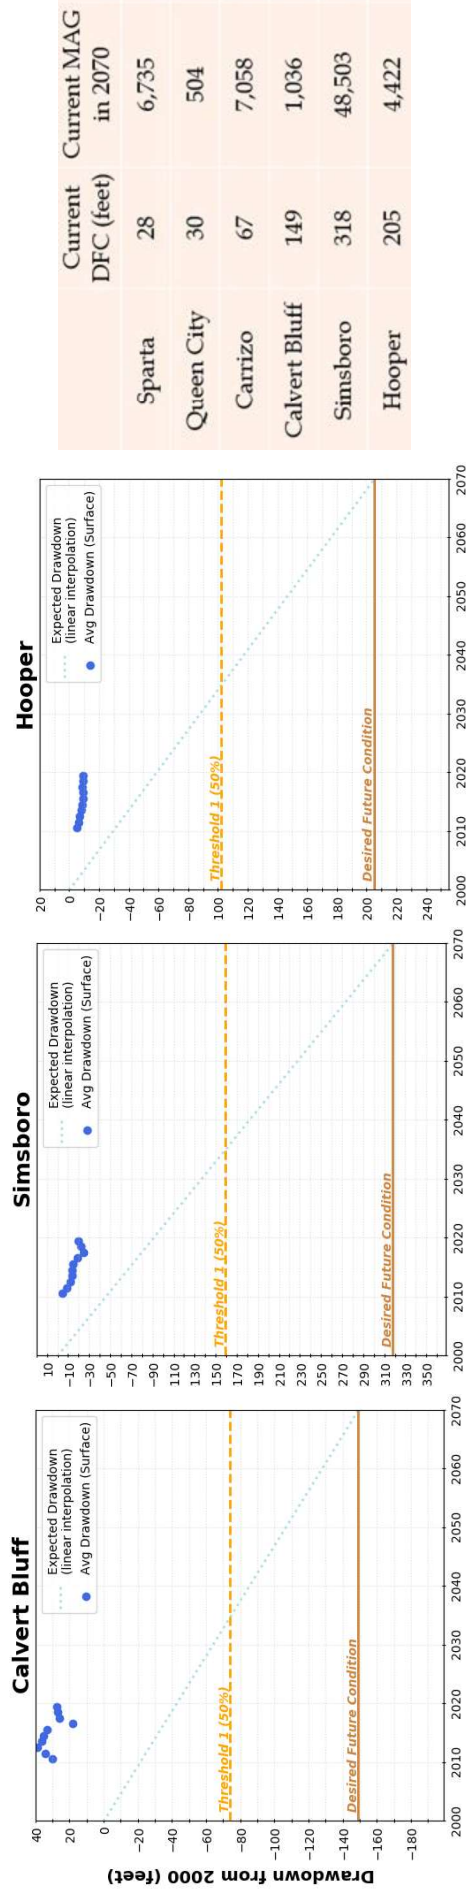 Calvert Bluff
Drawdown from 2000 (feet)
40
20
0
−20
−40
−60
−80
−100
−120
−140
−160
−180
Expected Drawdown
(linear interpolation)
Avg Drawdown (Surface)
Threshold 1 (50%)
Desired Future Condition
2000 2010 2020 2030 2040 2050 2060 2070
Simsboro
10
−10
−30
−50
−70
−90
−110
−130
−150
−170
−190
−210
−230
−250
−270
−290
−310
−330
−350
Expected Drawdown
(linear interpolation)
Avg Drawdown (Surface)
Threshold 1 (50%)
Desired Future Condition
2000 2010 2020 2030 2040 2050 2060 2070
Hooper
20
0
−20
−40
−60
−80
−100
−120
−140
−160
−180
−200
−220
−240
Expected Drawdown
(linear interpolation)
Avg Drawdown (Surface)
Threshold 1 (50%)
Desired Future Condition
2000 2010 2020 2030 2040 2050 2060 2070
Current Current MAG
DFC (feet) in 2070
Sparta 28 6,735
Queen City 30 504
Carrizo 67 7,058
Calvert Bluff 149 1,036
Simsboro 318 48,503
Hooper 205 4,422